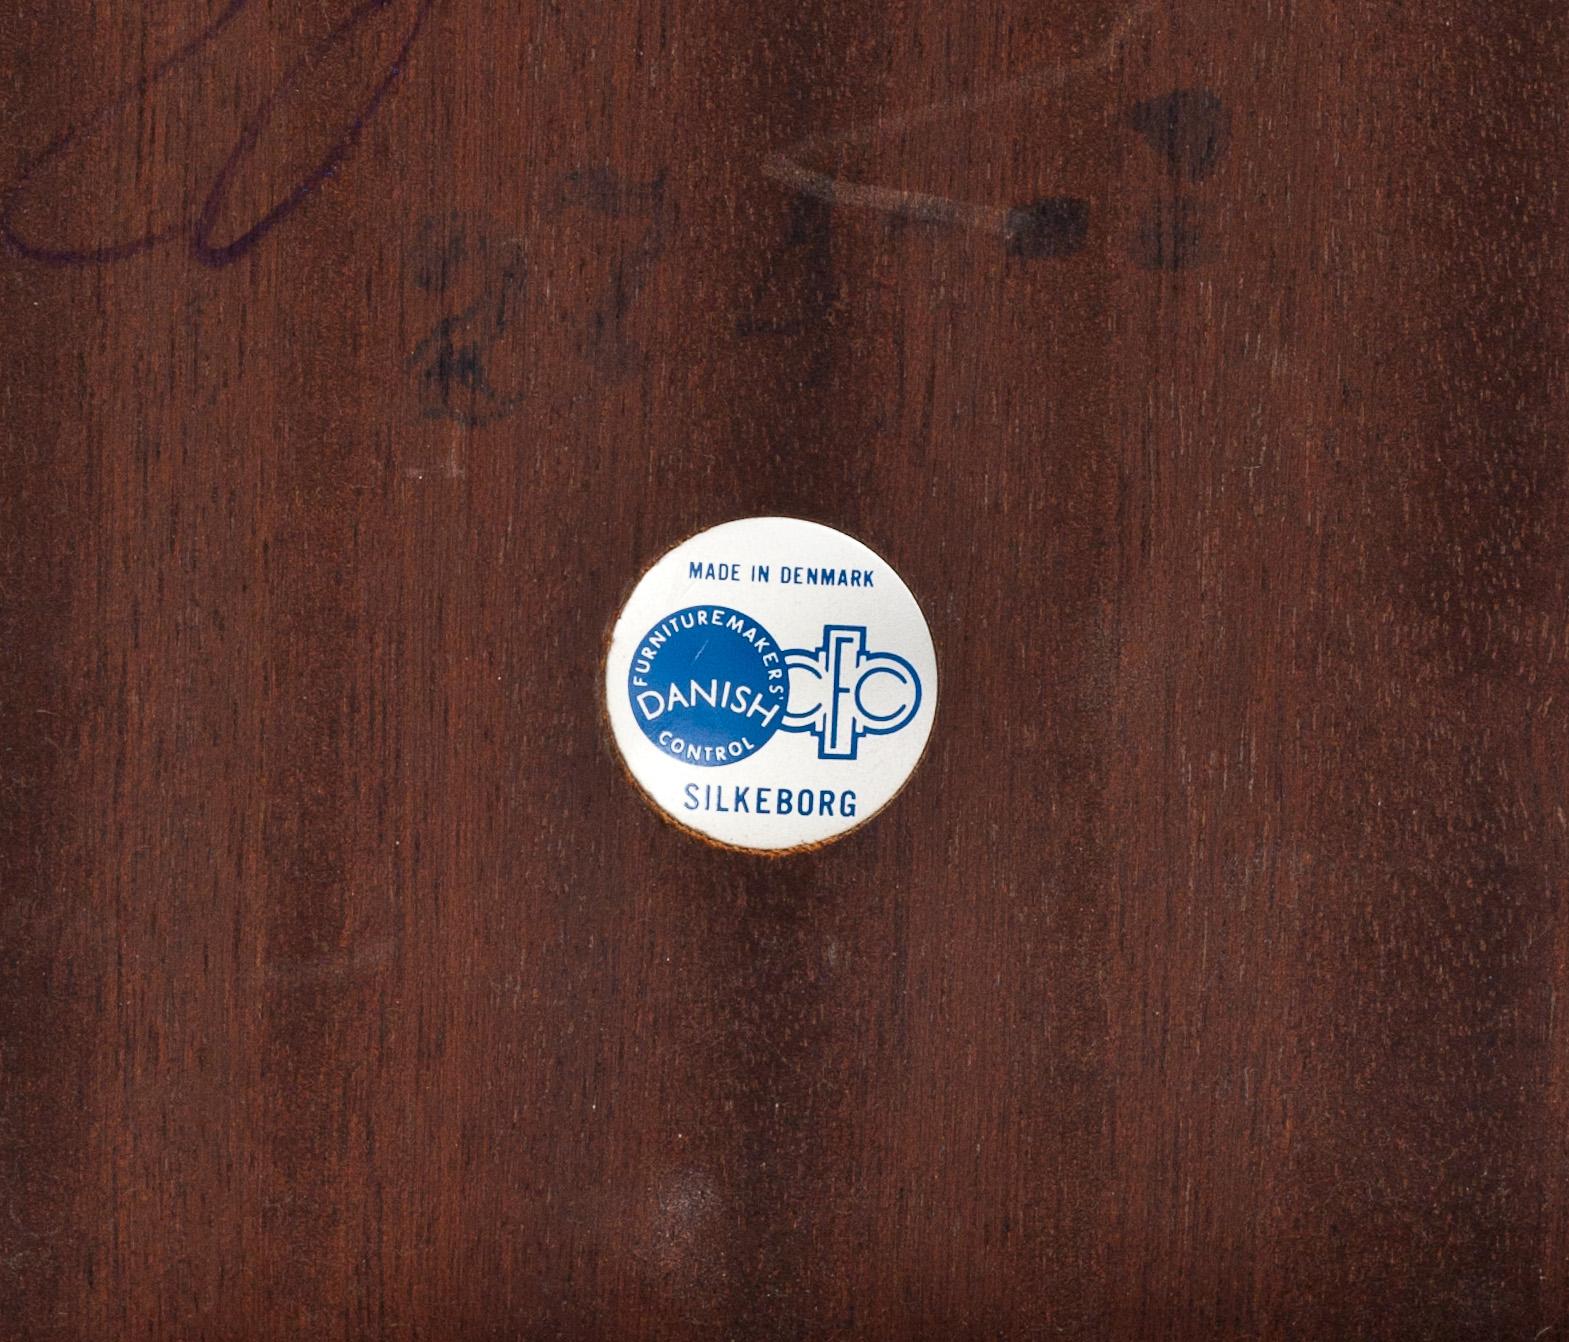 MADE IN DENMARK
FURNITUREMAKERS'
DANISH
CONTROL
CFC
SILKEBORG